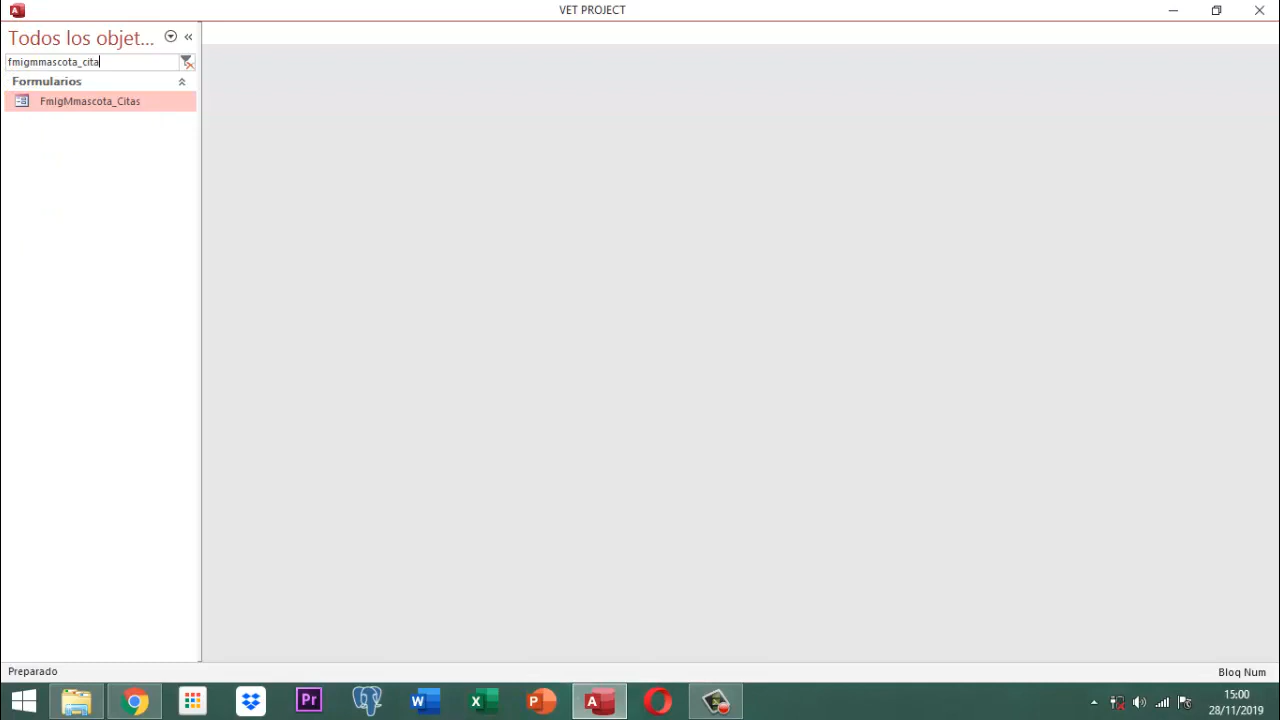 VET PROJECT
Todos los objet...
fmigmmascota_cita
Formularios
FmIgMmascota_Citas
Preparado
Bloq Num
15:00
28/11/2019